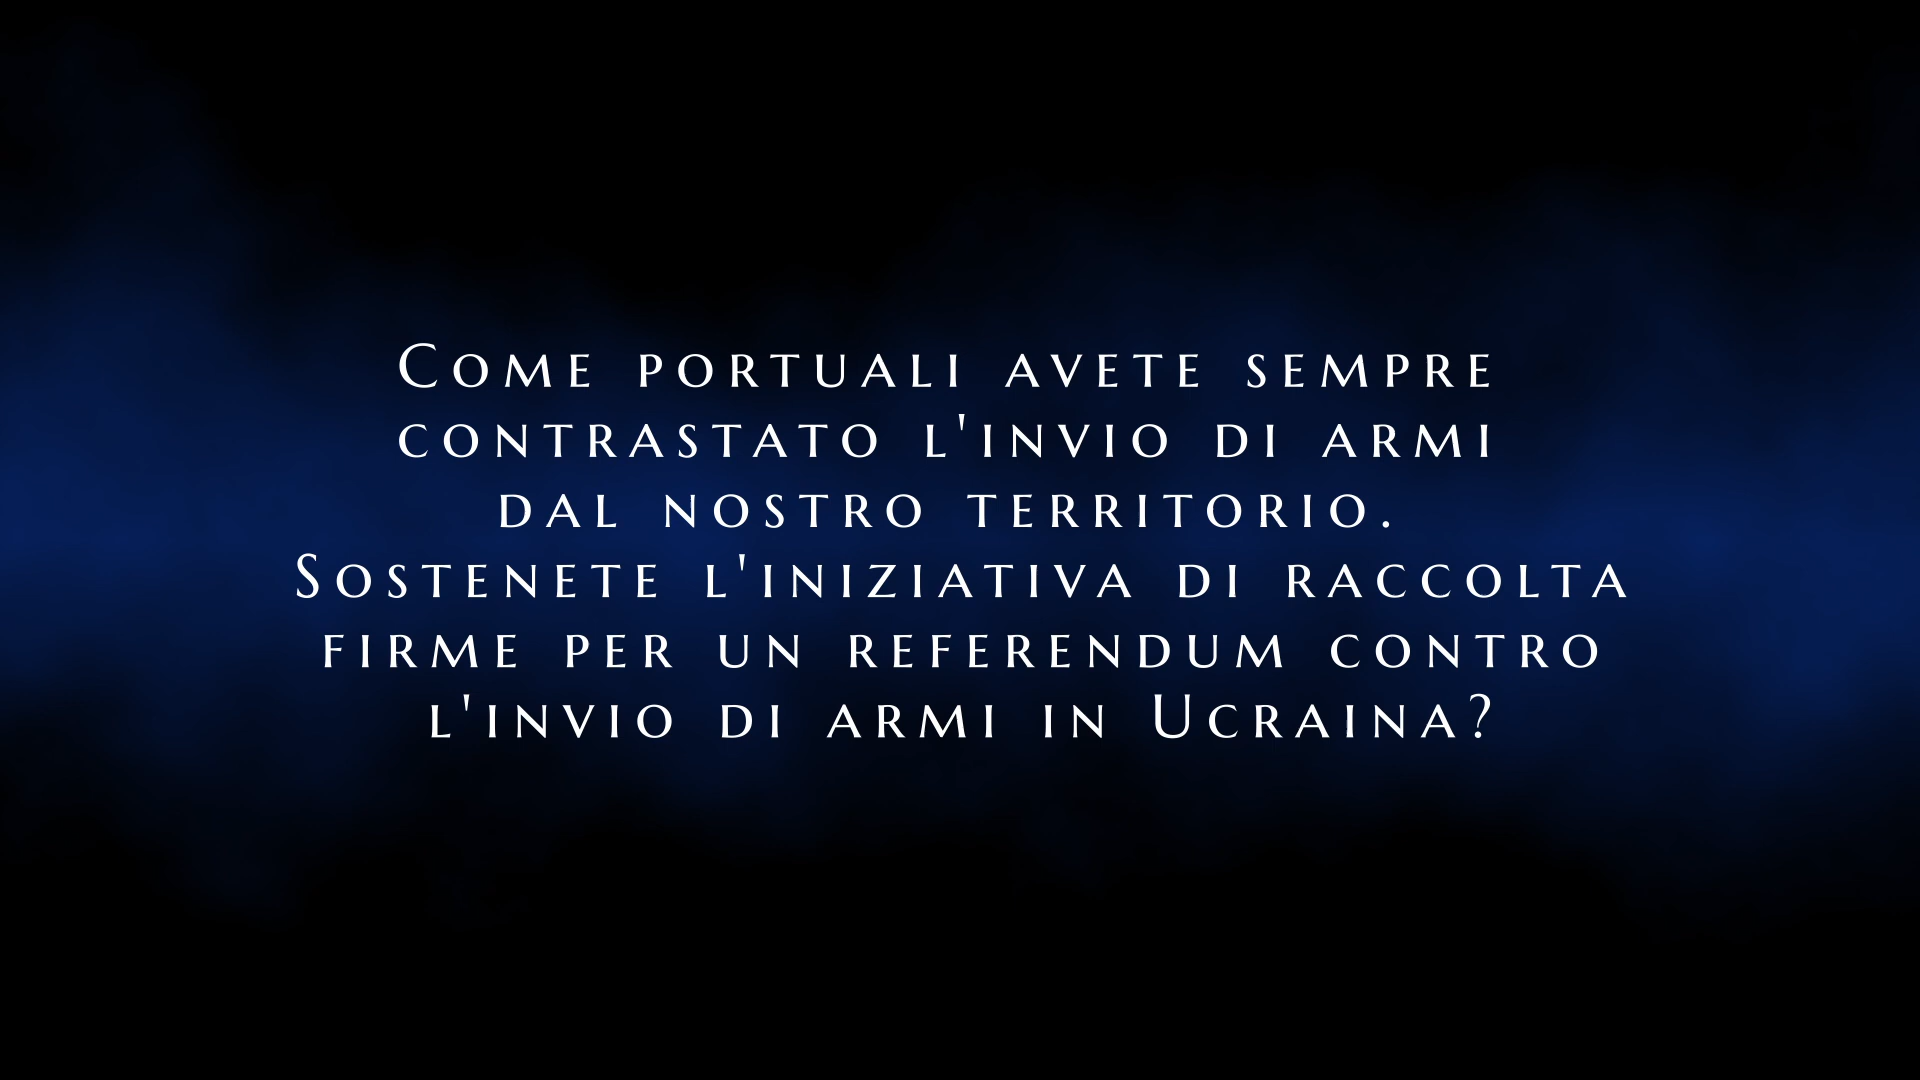 Come portuali avete sempre
contrastato l'invio di armi
dal nostro territorio.
Sostenete l'iniziativa di raccolta
firme per un referendum contro
l'invio di armi in Ucraina?